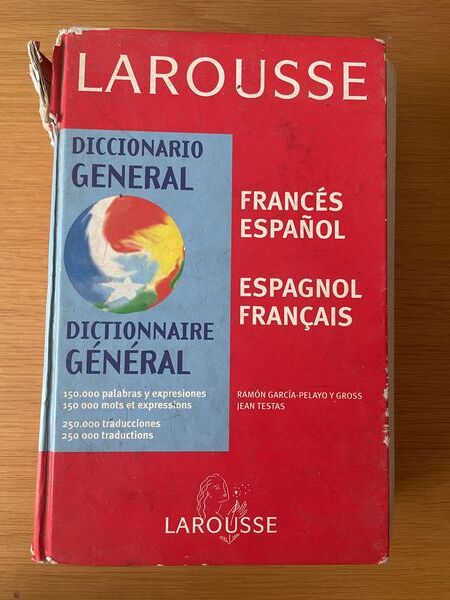 LAROUSSE
DICCIONARIO
GENERAL
DICTIONNAIRE
GÉNÉRAL
150.000 palabras y expresiones
150 000 mots et expressions
250.000 traducciones
250 000 traductions
FRANCÉS
ESPAÑOL
ESPAGNOL
FRANÇAIS
RAMÓN GARCÍA-PELAYO Y GROSS
JEAN TESTAS
LAROUSSE